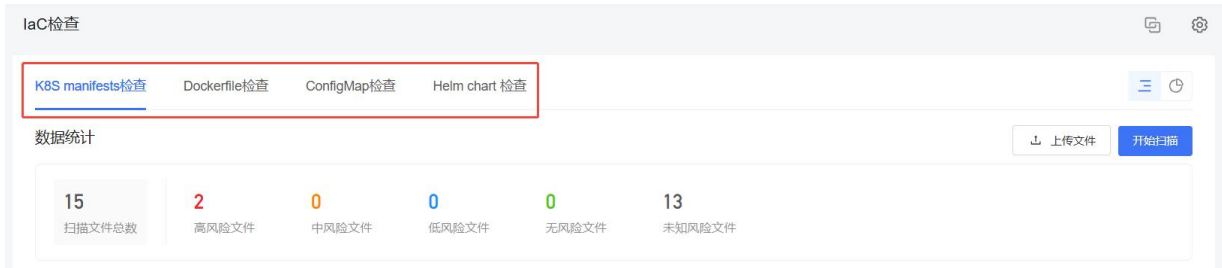 IaC检查
K8S manifests检查 Dockerfile检查 ConfigMap检查 Helm chart 检查
数据统计
上传文件 开始扫描
15 2 0 0 0 13
扫描文件总数 高风险文件 中风险文件 低风险文件 无风险文件 未知风险文件